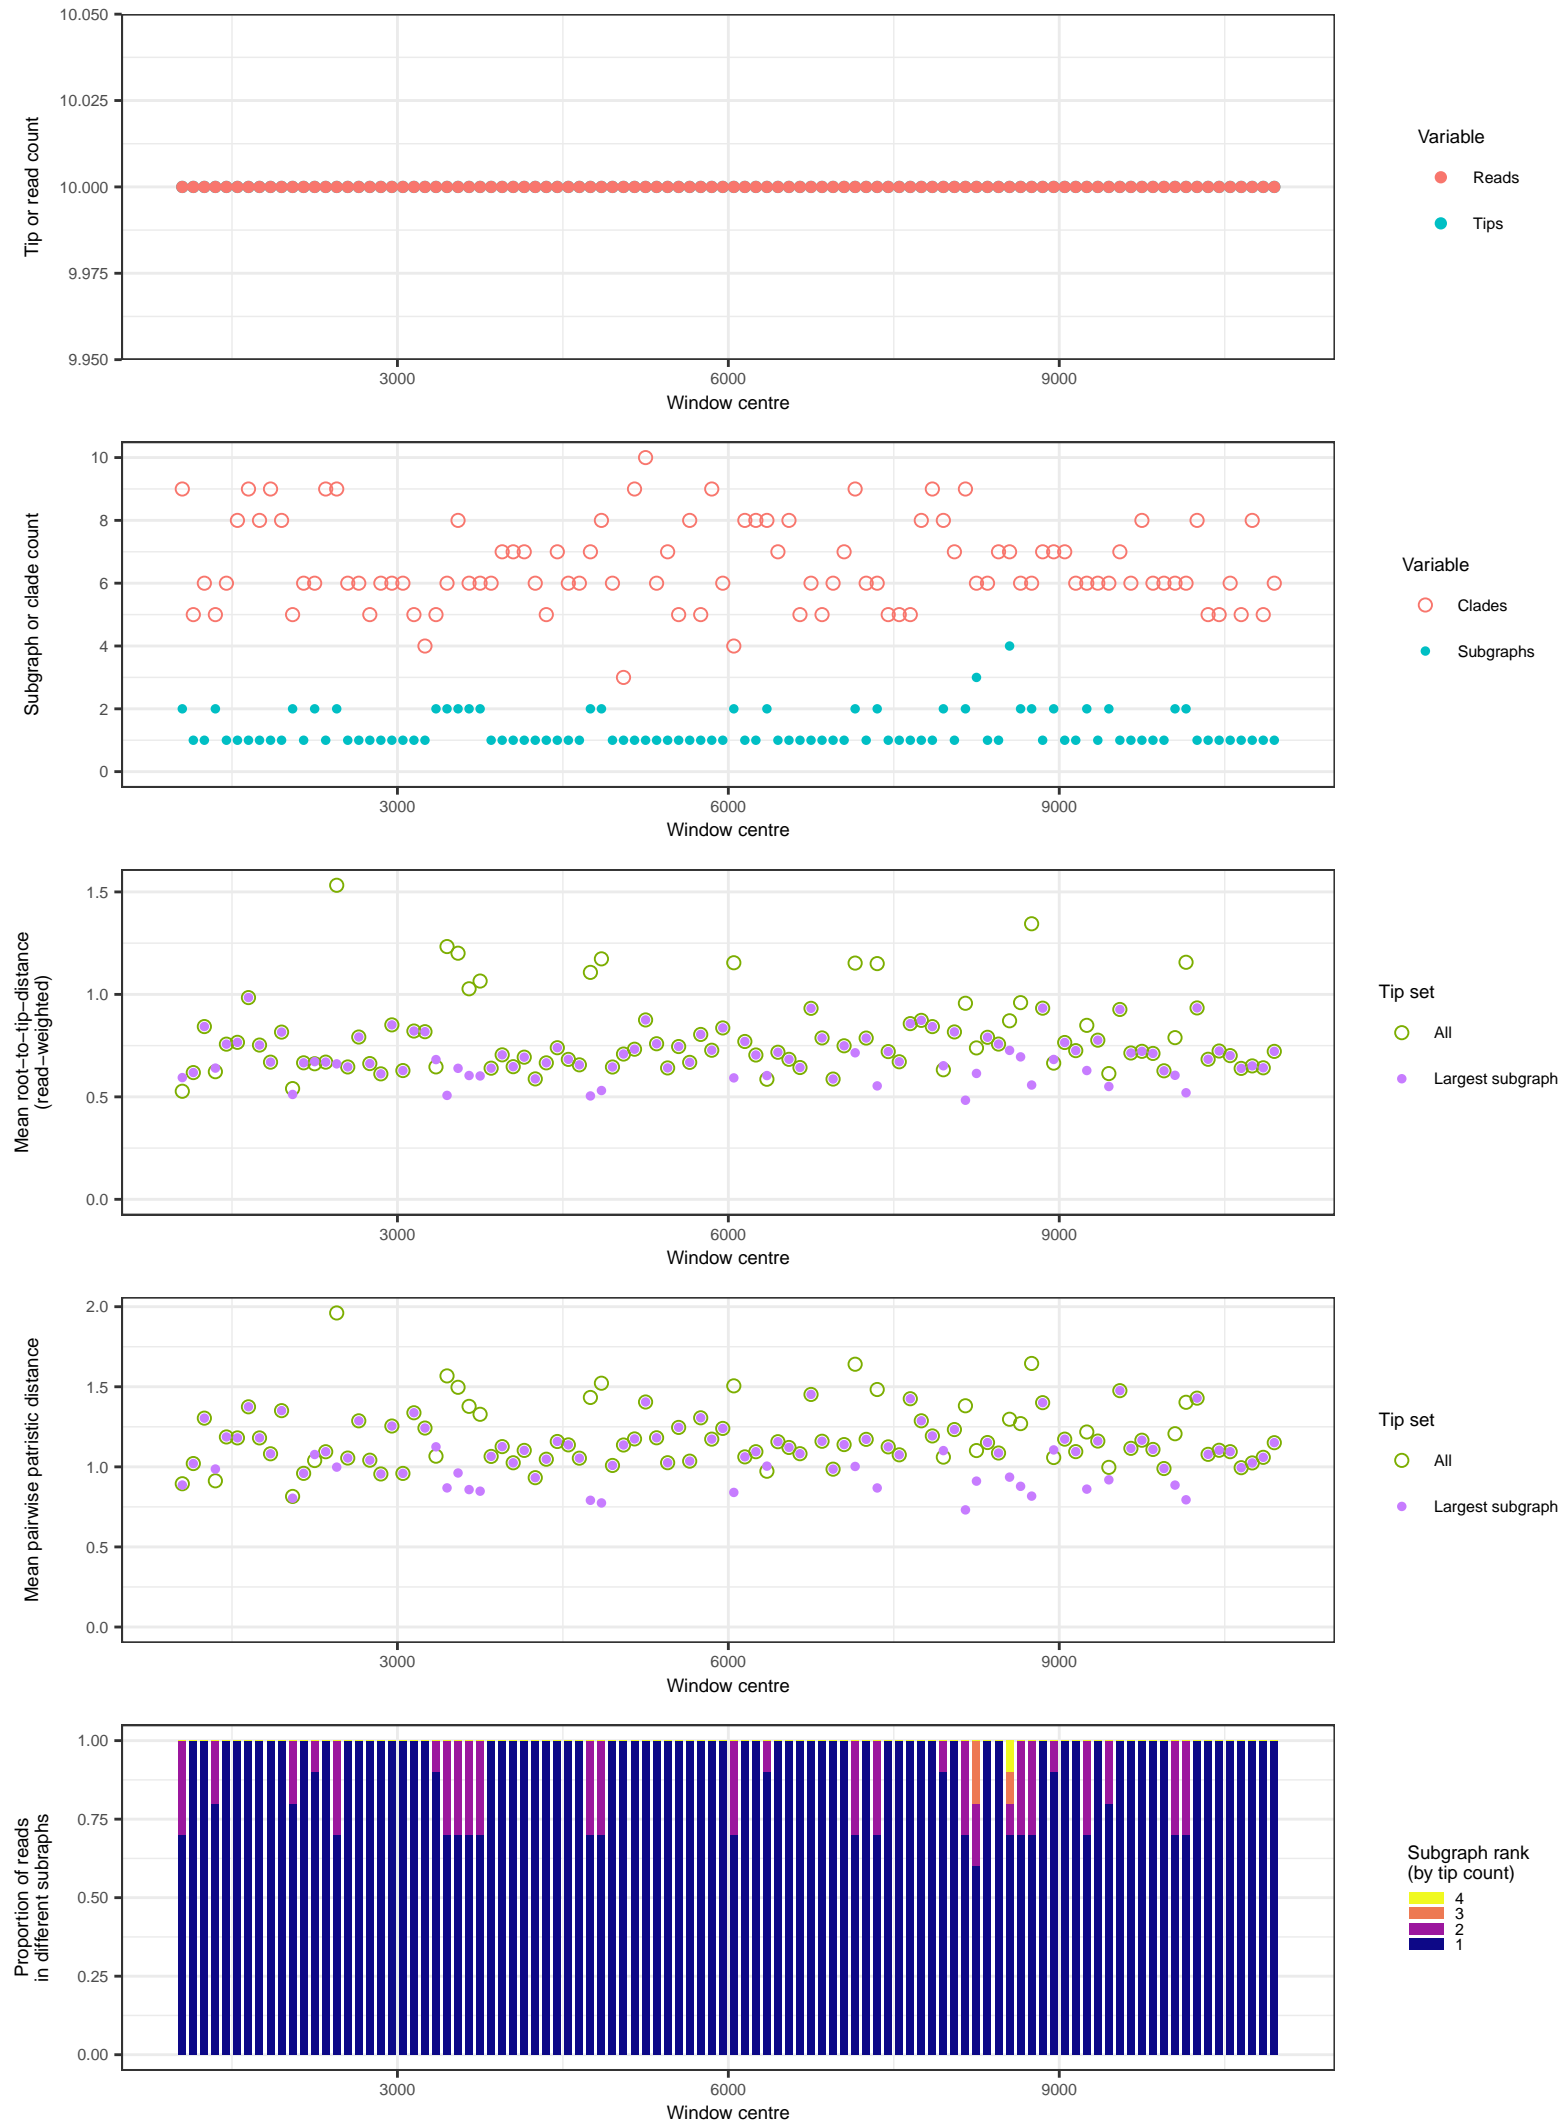 10.050
10.025
10.000
9.975
9.950
Tip or read count
3000 6000 9000
Window centre
Variable
Reads
Tips
10
8
6
4
2
0
Subgraph or clade count
3000 6000 9000
Window centre
Variable
Clades
Subgraphs
1.5
1.0
0.5
0.0
Mean root−to−tip−distance
(read−weighted)
3000 6000 9000
Window centre
Tip set
All
Largest subgraph
2.0
1.5
1.0
0.5
0.0
Mean pairwise patristic distance
3000 6000 9000
Window centre
Tip set
All
Largest subgraph
1.00
0.75
0.50
0.25
0.00
Proportion of reads
in different subraphs
3000 6000 9000
Window centre
Subgraph rank
(by tip count)
4
3
2
1